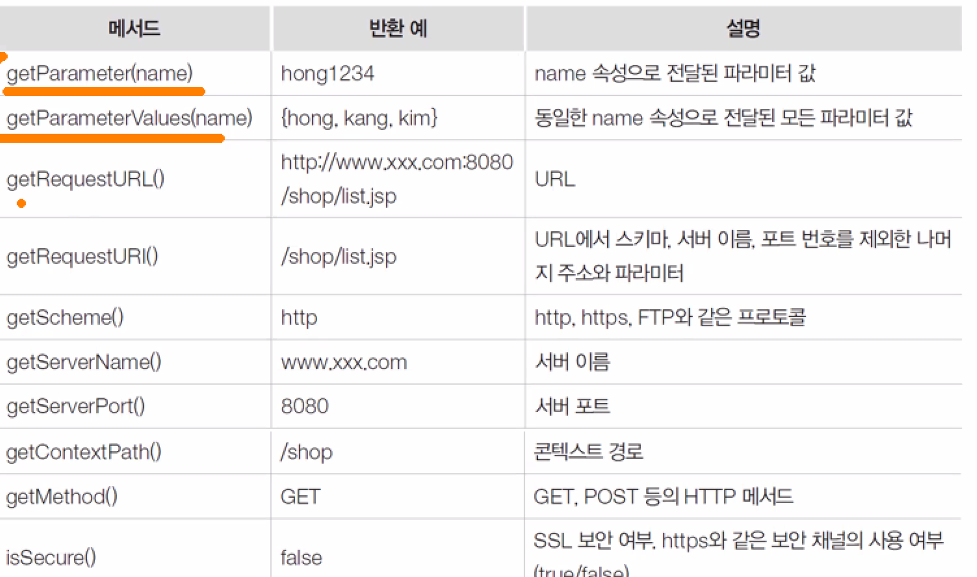 메서드 반환 예 설명
getParameter(name) hong1234 name 속성으로 전달된 파라미터 값
getParameterValues(name) {hong, kang, kim} 동일한 name 속성으로 전달된 모든 파라미터 값
getRequestURL() http://www.xxx.com:8080 URL
/shop/list.jsp
getRequestURI() /shop/list.jsp URL에서 스키마, 서버 이름, 포트 번호를 제외한 나머
지 주소와 파라미터
getScheme() http http, https, FTP와 같은 프로토콜
getServerName() www.xxx.com 서버 이름
getServerPort() 8080 서버 포트
getContextPath() /shop 콘텍스트 경로
getMethod() GET GET, POST 등의 HTTP 메서드
isSecure() false SSL 보안 여부, https와 같은 보안 채널의 사용 여부
(true/false)